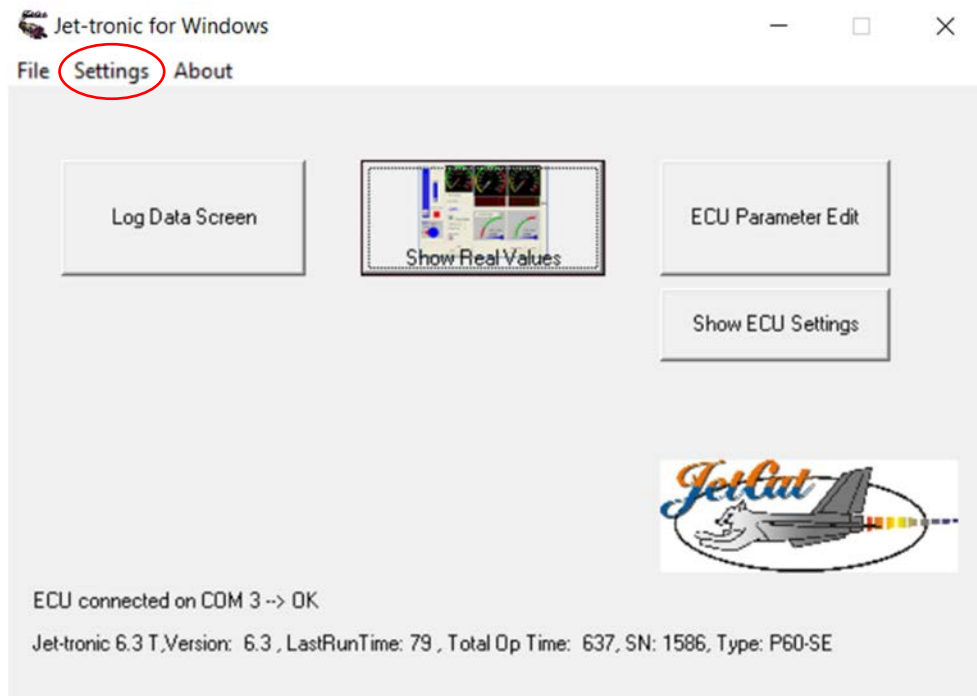 Jet-tronic for Windows
File Settings About
Log Data Screen
Show Real Values
ECU Parameter Edit
Show ECU Settings
JetCat
ECU connected on COM 3 --> OK
Jet-tronic 6.3 T,Version: 6.3 , LastRunTime: 79 , Total Op Time: 637, SN: 1586, Type: P60-SE